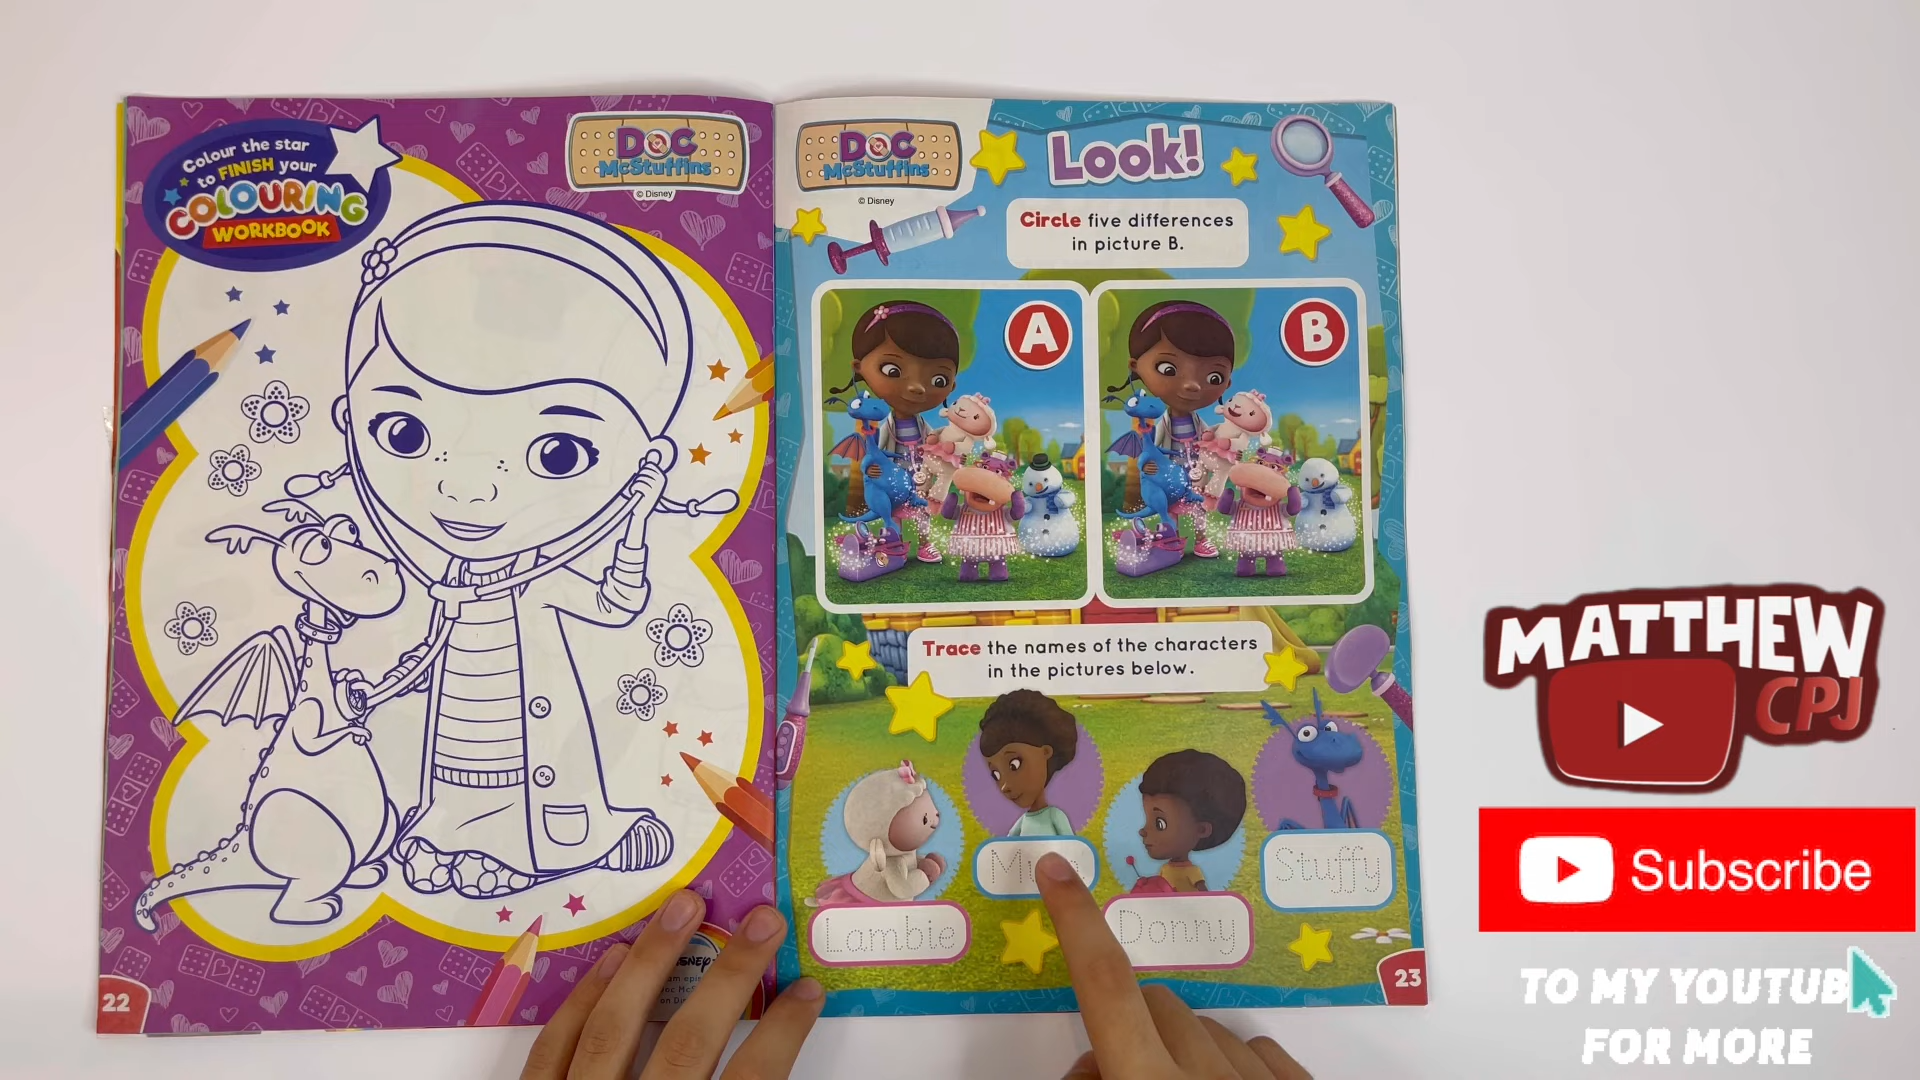 Colour the star
to FINISH your
COLOURING
WORKBOOK
DOC
McStuffins
© Disney
22
DOC
McStuffins
© Disney
Look!
Circle five differences
in picture B.
A
B
Trace the names of the characters
in the pictures below.
Lambie
Donny
Stuffy
23
MATTHEW
CPJ
Subscribe
TO MY YOUTUB
FOR MORE